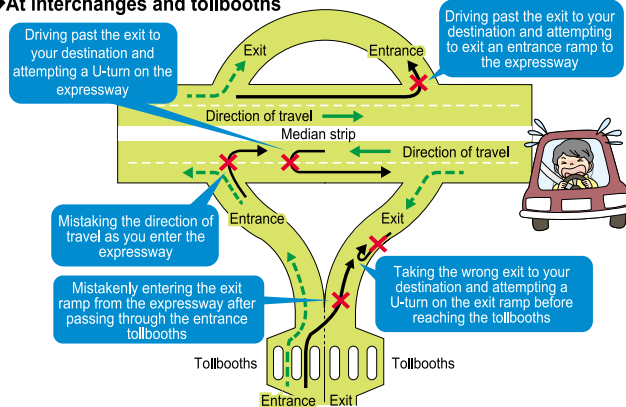 At interchanges and tollbooths
Driving past the exit to
your destination and
attempting a U-turn on the
expressway
Exit
Entrance
Driving past the exit to your
destination and attempting
to exit an entrance ramp to
the expressway
Direction of travel
Median strip
Direction of travel
Mistaking the direction of
travel as you enter the
expressway
Entrance
Exit
Mistakenly entering the exit
ramp from the expressway after
passing through the entrance
tollbooths
Taking the wrong exit to your
destination and attempting a
U-turn on the exit ramp before
reaching the tollbooths
Tollbooths
Tollbooths
Entrance
Exit